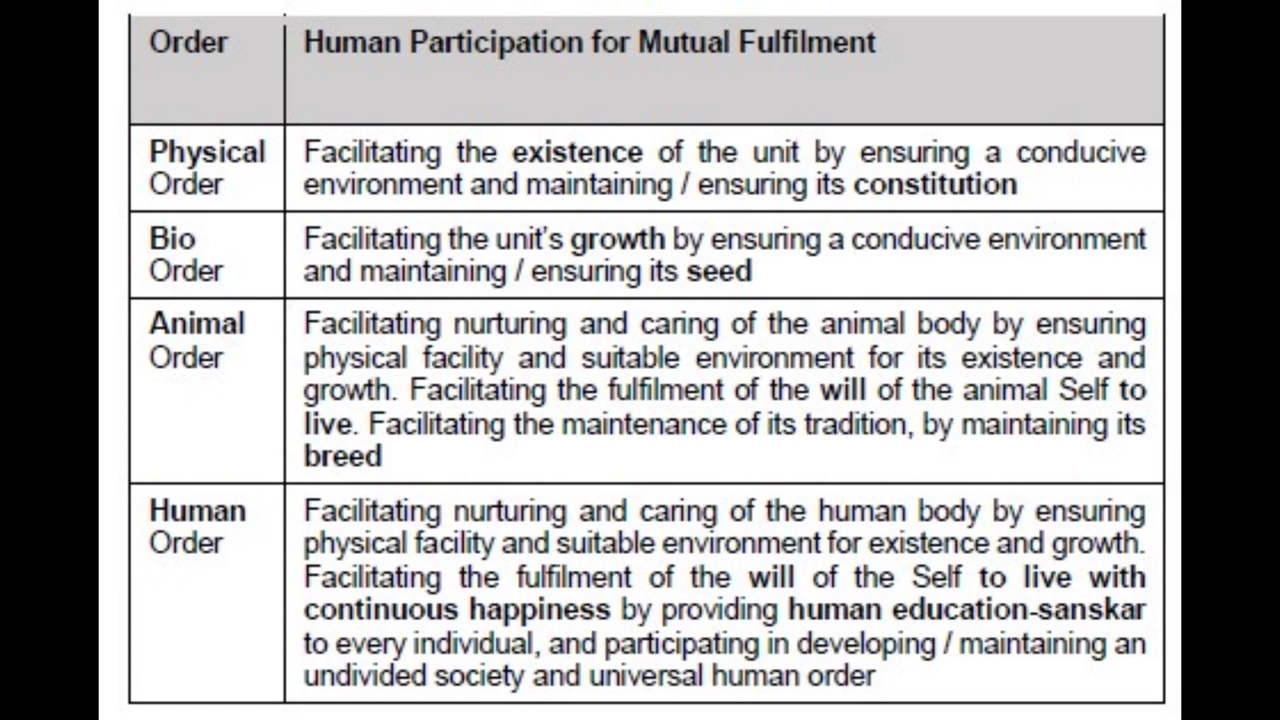 Order
Human Participation for Mutual Fulfilment
Physical
Order
Facilitating the existence of the unit by ensuring a conducive
environment and maintaining / ensuring its constitution
Bio
Order
Facilitating the unit's growth by ensuring a conducive environment
and maintaining / ensuring its seed
Animal
Order
Facilitating nurturing and caring of the animal body by ensuring
physical facility and suitable environment for its existence and
growth. Facilitating the fulfilment of the will of the animal Self to
live. Facilitating the maintenance of its tradition, by maintaining its
breed
Human
Order
Facilitating nurturing and caring of the human body by ensuring
physical facility and suitable environment for existence and growth.
Facilitating the fulfilment of the will of the Self to live with
continuous happiness by providing human education-sanskar
to every individual, and participating in developing / maintaining an
undivided society and universal human order